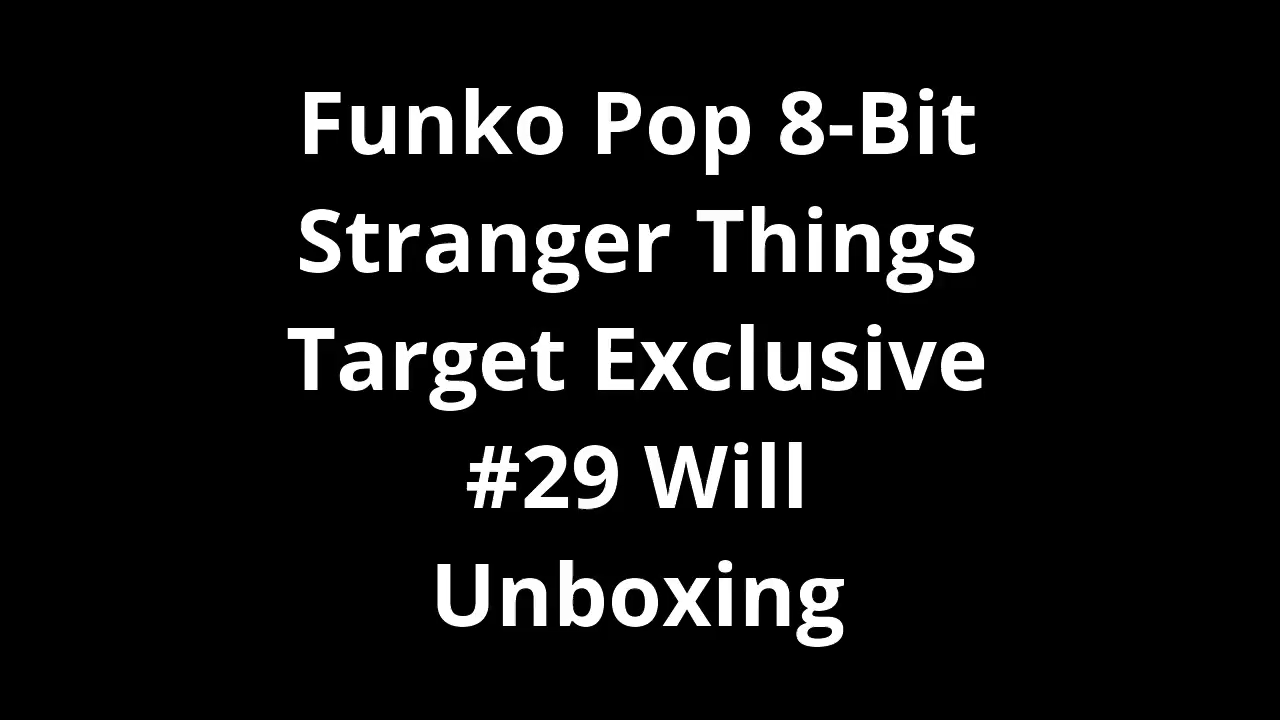 Funko Pop 8-Bit
Stranger Things
Target Exclusive
#29 Will
Unboxing